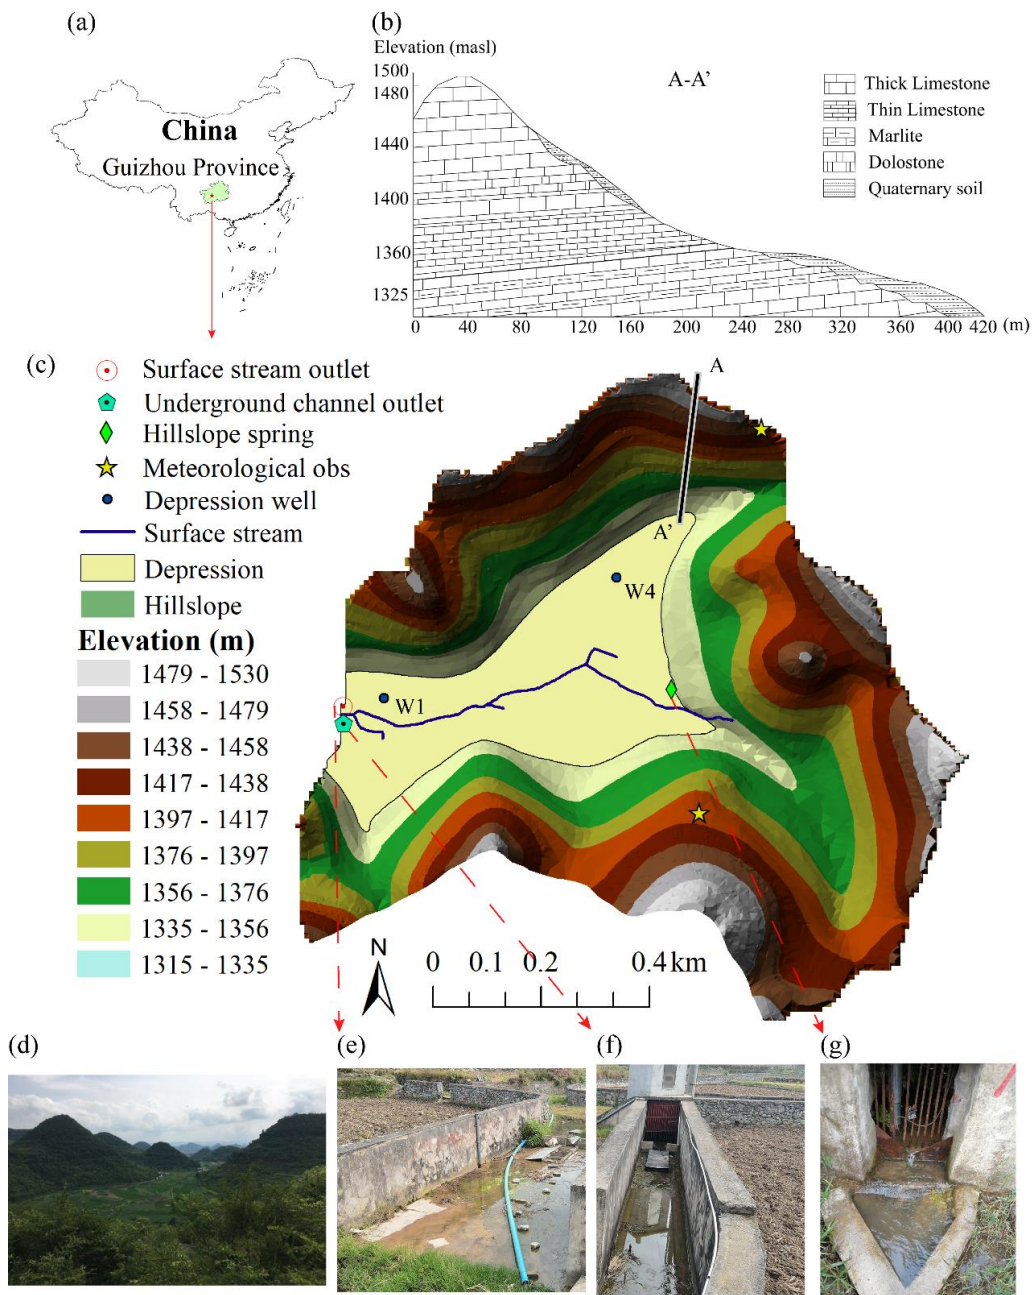 (a)
China
Guizhou Province
(b)
Elevation (masl)
A-A’
1500
1480
1440
1400
1360
1325
0 40 80 120 160 200 240 280 320 360 400 420 (m)
Thick Limestone
Thin Limestone
Marlite
Dolostone
Quaternary soil
(c)
Surface stream outlet
Underground channel outlet
Hillslope spring
Meteorological obs
Depression well
Surface stream
Depression
Hillslope
Elevation (m)
1479 - 1530
1458 - 1479
1438 - 1458
1417 - 1438
1397 - 1417
1376 - 1397
1356 - 1376
1335 - 1356
1315 - 1335
A
A’
W4
W1
N
0 0.1 0.2 0.4 km
(d)
(e)
(f)
(g)